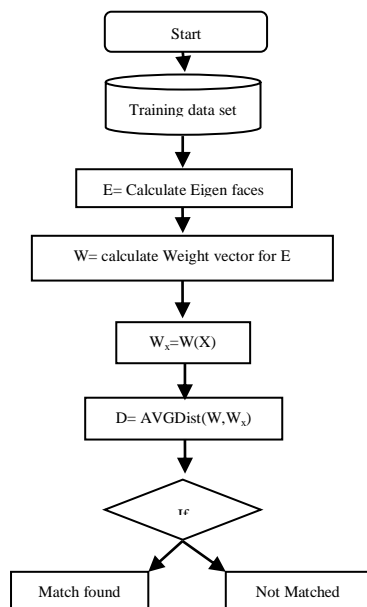 Start
Training data set
E= Calculate Eigen faces
W= calculate Weight vector for E
Wₓ=W(X)
D= AVGDist(W,Wₓ)
If
Match found
Not Matched